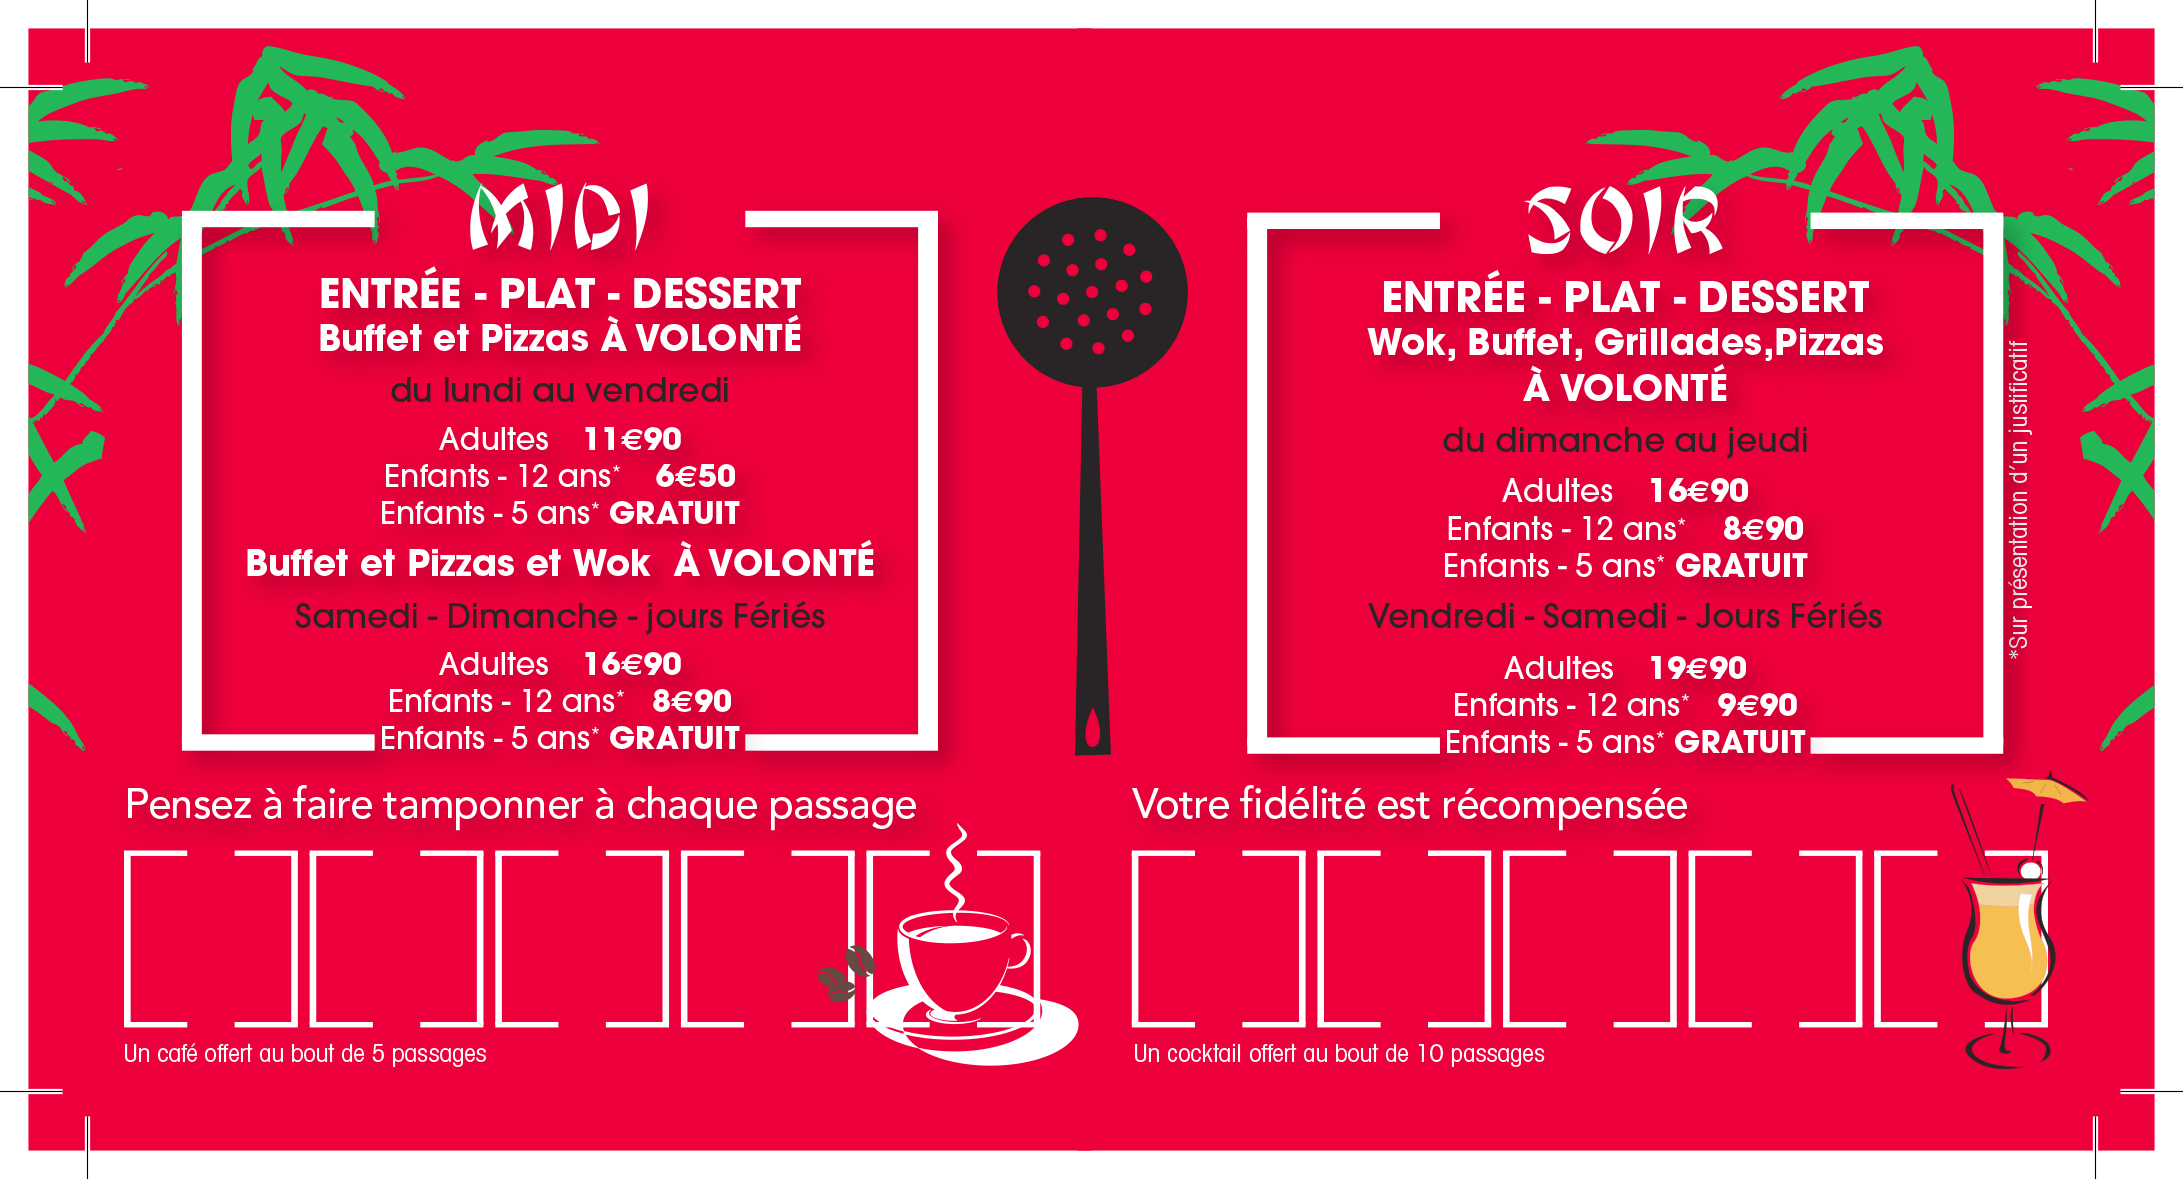 MIDI
ENTRÉE - PLAT - DESSERT
Buffet et Pizzas À VOLONTÉ
du lundi au vendredi
Adultes 11€90
Enfants - 12 ans* 6€50
Enfants - 5 ans* GRATUIT
Buffet et Pizzas et Wok À VOLONTÉ
Samedi - Dimanche - jours Fériés
Adultes 16€90
Enfants - 12 ans* 8€90
Enfants - 5 ans* GRATUIT
SOIR
ENTRÉE - PLAT - DESSERT
Wok, Buffet, Grillades,Pizzas
À VOLONTÉ
du dimanche au jeudi
Adultes 16€90
Enfants - 12 ans* 8€90
Enfants - 5 ans* GRATUIT
Vendredi - Samedi - Jours Fériés
Adultes 19€90
Enfants - 12 ans* 9€90
Enfants - 5 ans* GRATUIT
*Sur présentation d'un justificatif
Pensez à faire tamponner à chaque passage
Un café offert au bout de 5 passages
Votre fidélité est récompensée
Un cocktail offert au bout de 10 passages